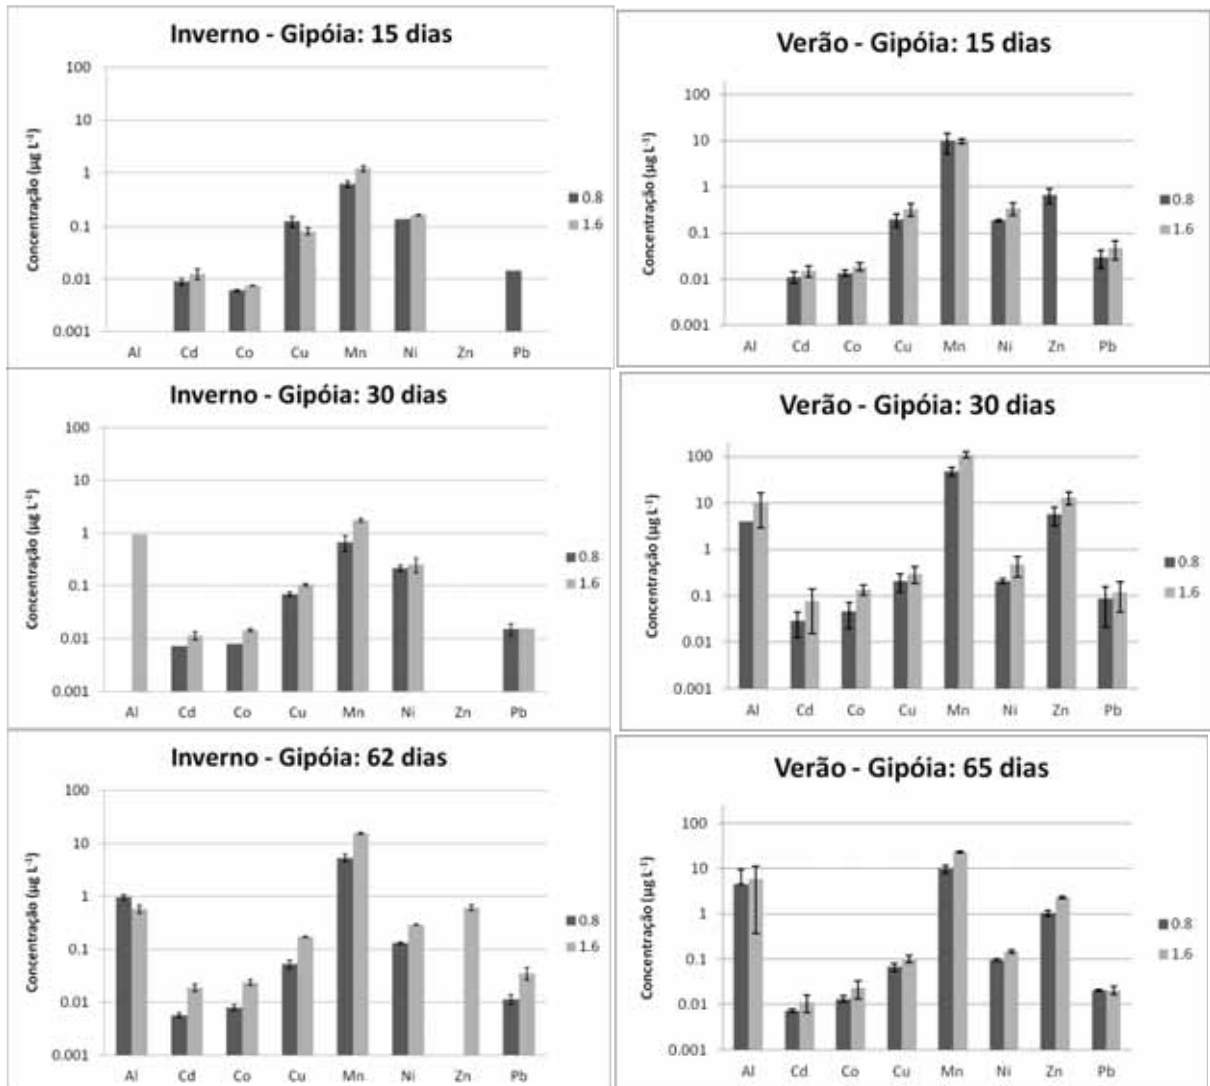 Inverno - Gipóia: 15 dias
Concentração (µg L⁻¹)
100
10
1
0.1
0.01
0.001
Al Cd Co Cu Mn Ni Zn Pb
0.8
1.6
Verão - Gipóia: 15 dias
Concentração (µg L⁻¹)
100
10
1
0.1
0.01
0.001
Al Cd Co Cu Mn Ni Zn Pb
0.8
1.6
Inverno - Gipóia: 30 dias
Concentração (µg L⁻¹)
100
10
1
0.1
0.01
0.001
Al Cd Co Cu Mn Ni Zn Pb
0.8
1.6
Verão - Gipóia: 30 dias
Concentração (µg L⁻¹)
100
10
1
0.1
0.01
0.001
Al Cd Co Cu Mn Ni Zn Pb
0.8
1.6
Inverno - Gipóia: 62 dias
Concentração (µg L⁻¹)
100
10
1
0.1
0.01
0.001
Al Cd Co Cu Mn Ni Zn Pb
0.8
1.6
Verão - Gipóia: 65 dias
Concentração (µg L⁻¹)
100
10
1
0.1
0.01
0.001
Al Cd Co Cu Mn Ni Zn Pb
0.8
1.6